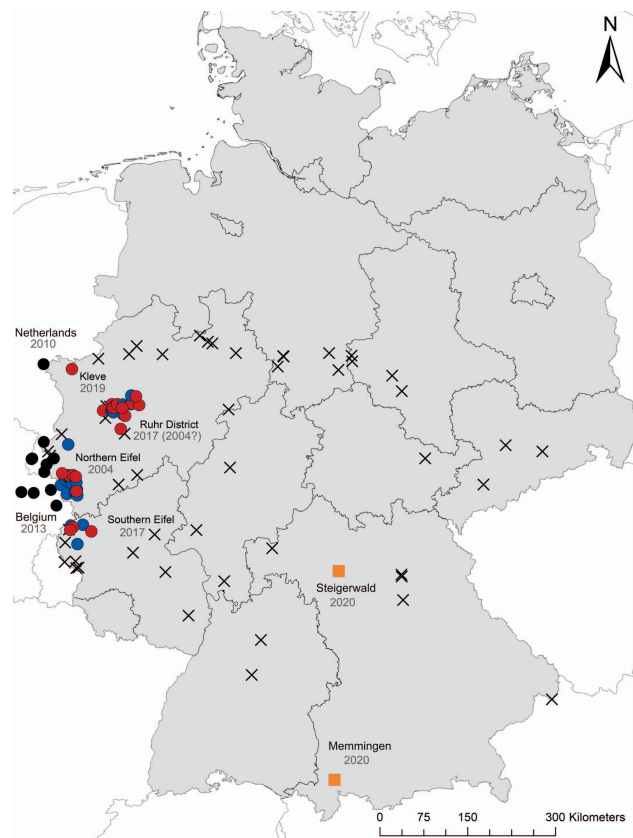 N
Netherlands
2010
Kleve
2019
Ruhr District
2017 (2004?)
Northern Eifel
2004
Belgium
2013
Southern Eifel
2017
Steigerwald
2020
Memmingen
2020
0 75 150 300 Kilometers